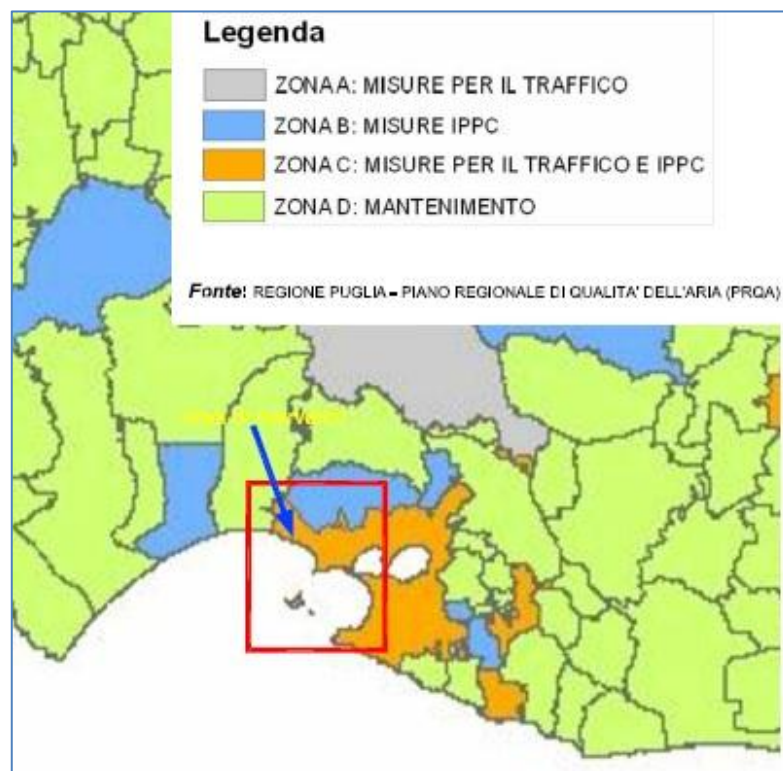 Legenda
ZONA A: MISURE PER IL TRAFFICO
ZONA B: MISURE IPPC
ZONA C: MISURE PER IL TRAFFICO E IPPC
ZONA D: MANTENIMENTO
Fonte: REGIONE PUGLIA – PIANO REGIONALE DI QUALITA' DELL'ARIA (PRQA)